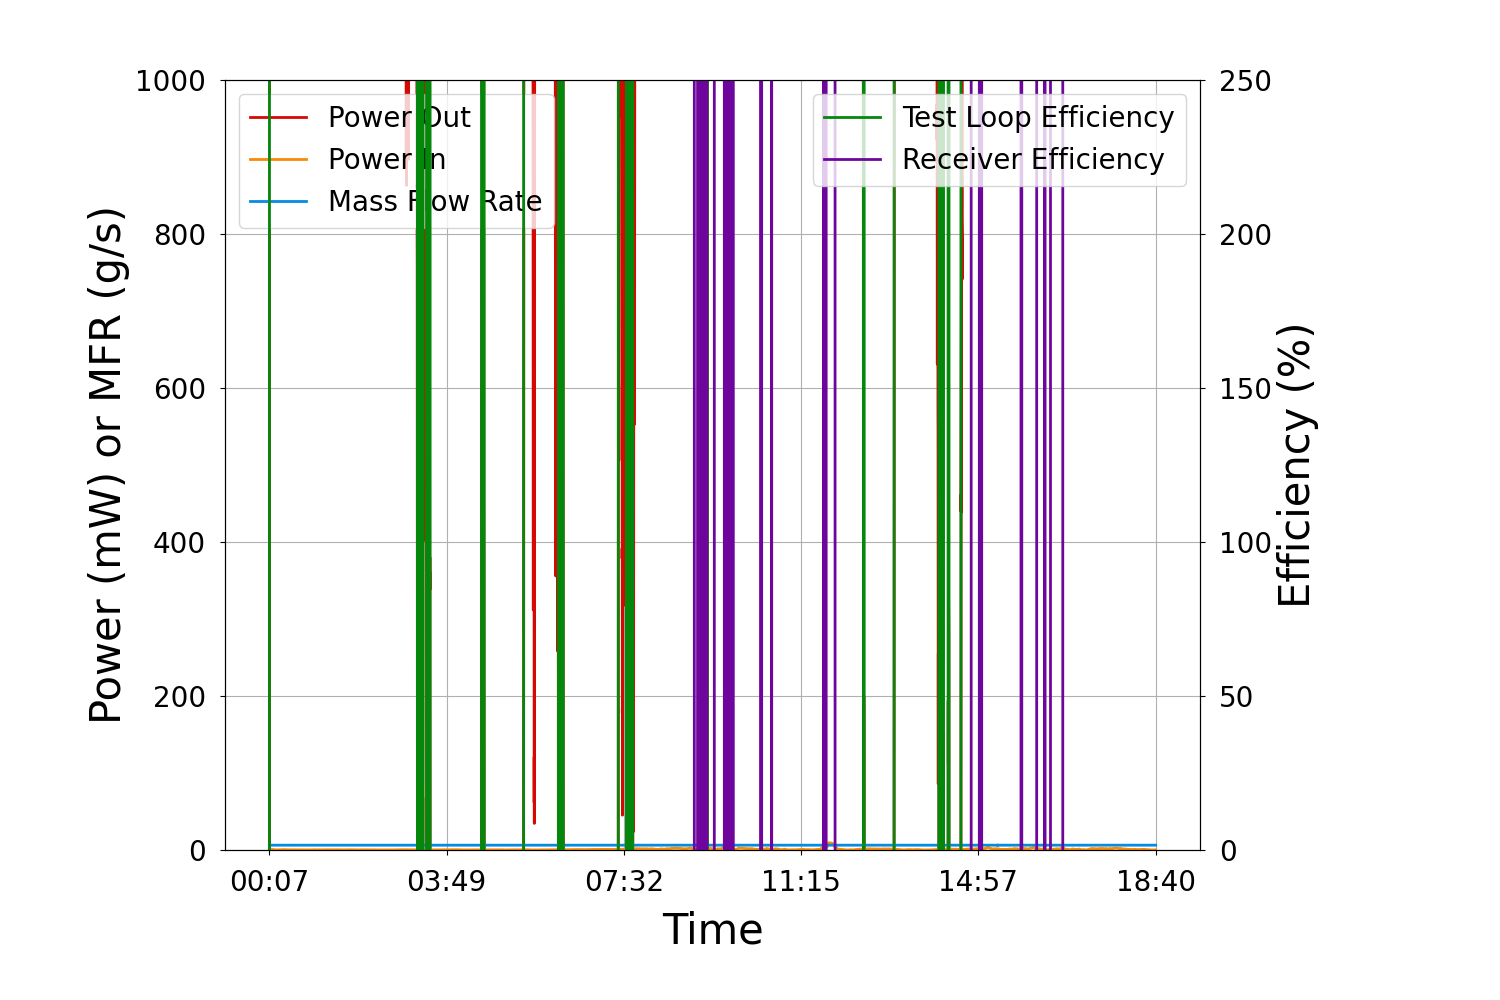 1000
800
600
400
200
0
Power (mW) or MFR (g/s)
Power Out
Power In
Mass Flow Rate
Test Loop Efficiency
Receiver Efficiency
250
200
150
100
50
0
Efficiency (%)
00:07 03:49 07:32 11:15 14:57 18:40
Time